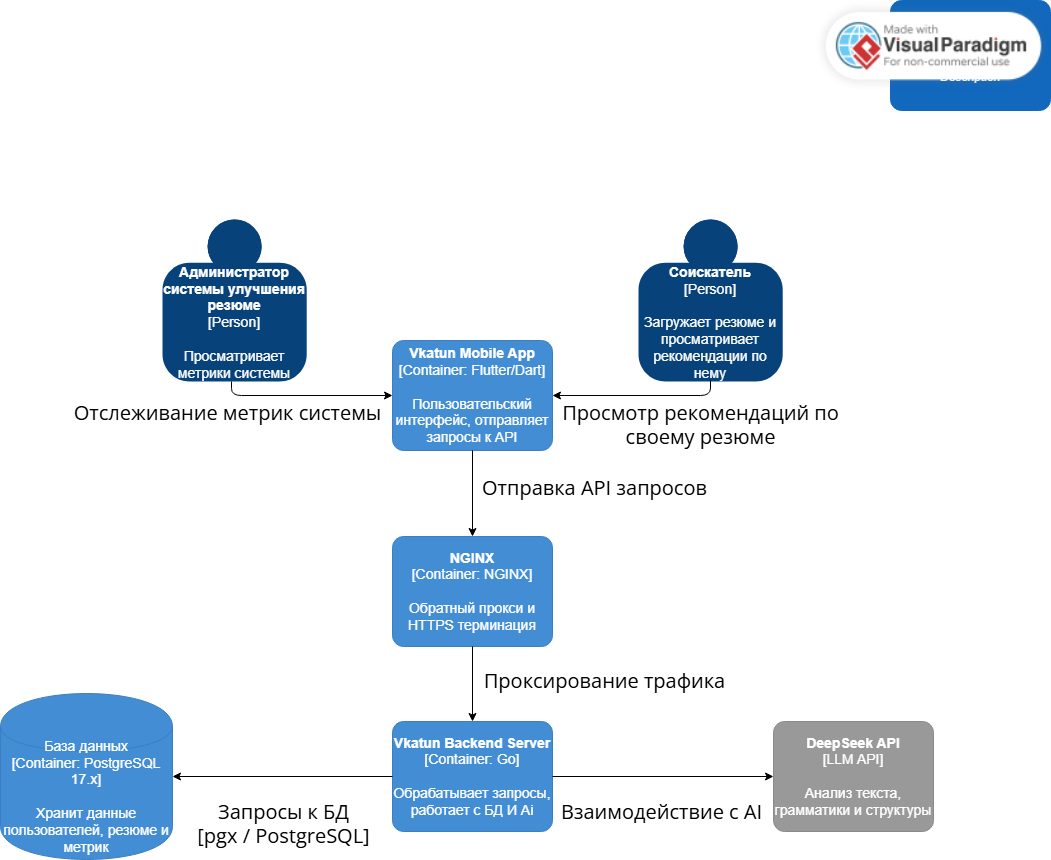 Made with
Visual Paradigm
For non-commercial use
Администратор
системы улучшения
резюме
[Person]
Просматривает
метрики системы
Соискатель
[Person]
Загружает резюме и
просматривает
рекомендации по
нему
Vkatun Mobile App
[Container: Flutter/Dart]
Пользовательский
интерфейс, отправляет
запросы к API
Отслеживание метрик системы
Просмотр рекомендаций по
своему резюме
Отправка API запросов
NGINX
[Container: NGINX]
Обратный прокси и
HTTPS терминация
Проксирование трафика
База данных
[Container: PostgreSQL
17.x]
Хранит данные
пользователей, резюме и
метрик
Запросы к БД
[pgx / PostgreSQL]
Vkatun Backend Server
[Container: Go]
Обрабатывает запросы,
работает с БД И Ai
Взаимодействие с AI
DeepSeek API
[LLM API]
Анализ текста,
грамматики и структуры